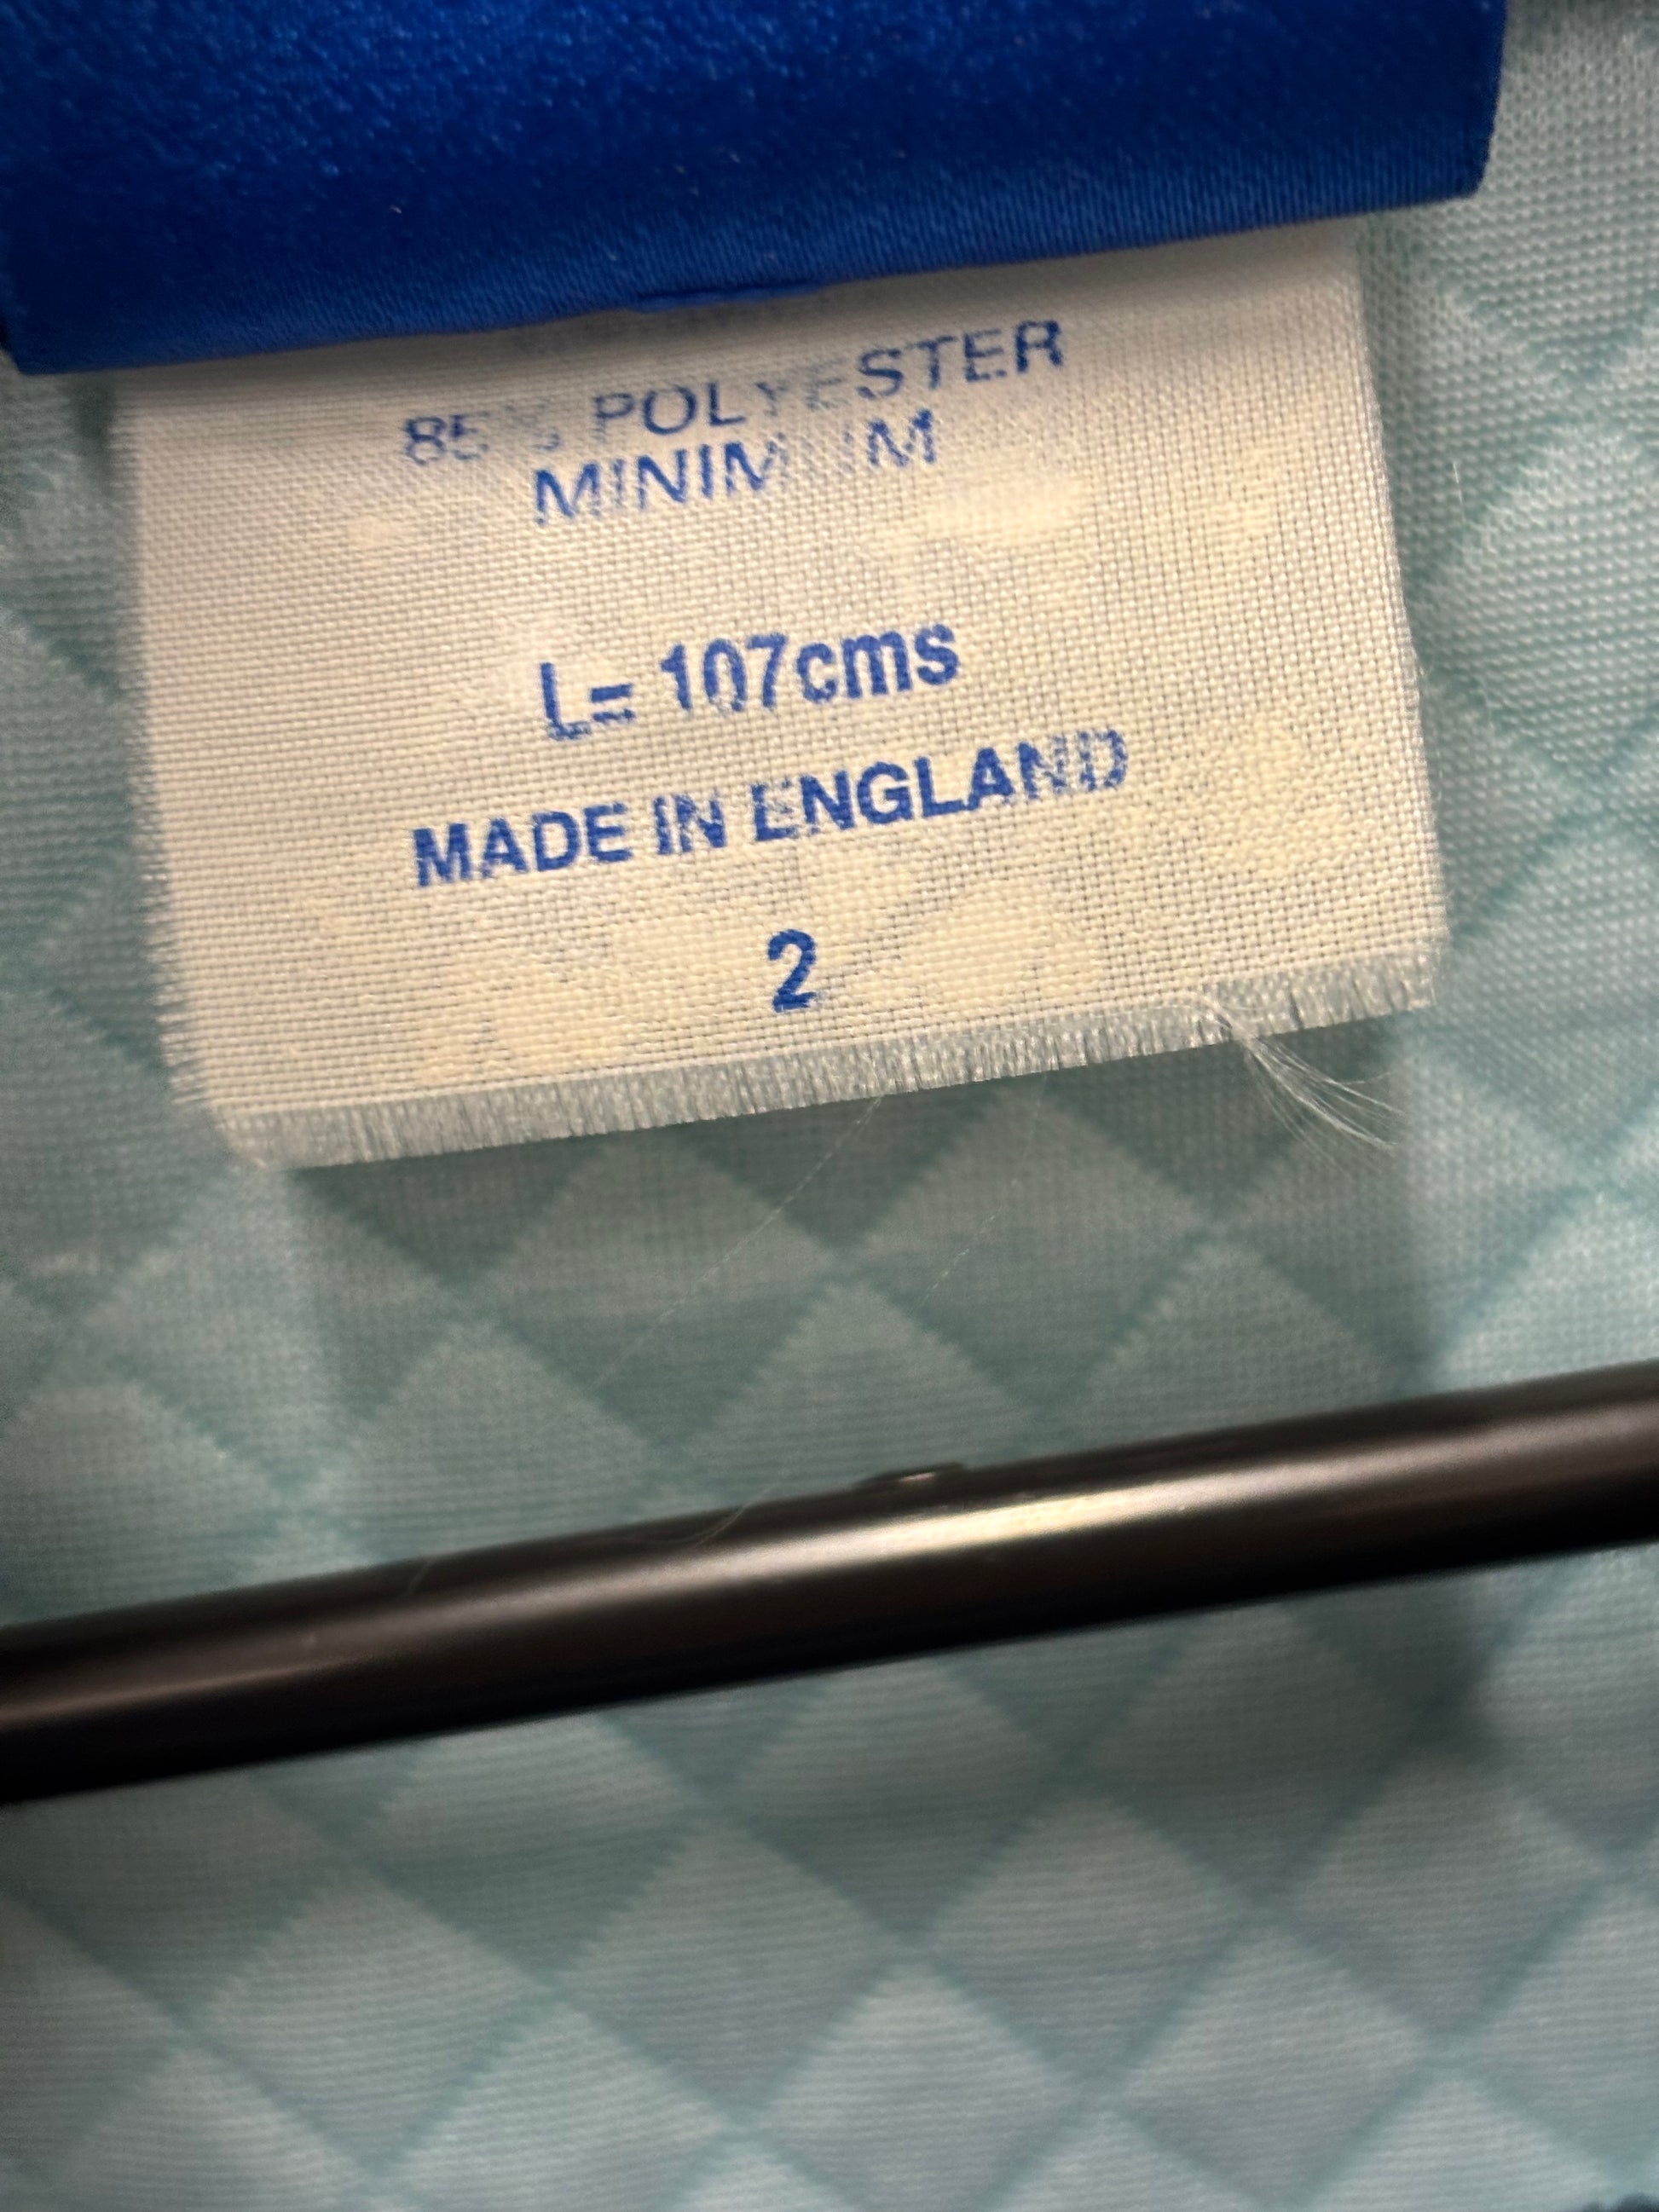 85% POLYESTER
MINIMUM
L= 107cms
MADE IN ENGLAND
2